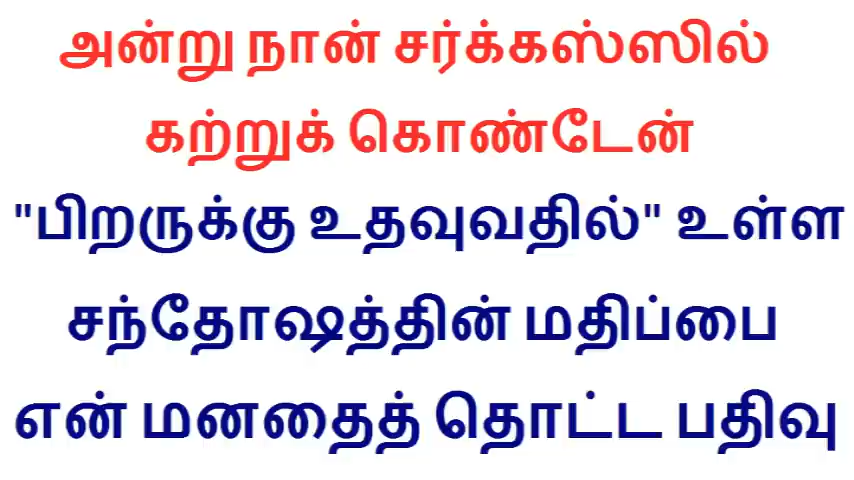 அன்று நான் சர்க்கஸ்ஸில்
கற்றுக் கொண்டேன்
"பிறருக்கு உதவுவதில்" உள்ள
சந்தோஷத்தின் மதிப்பை
என் மனதைத் தொட்ட பதிவு